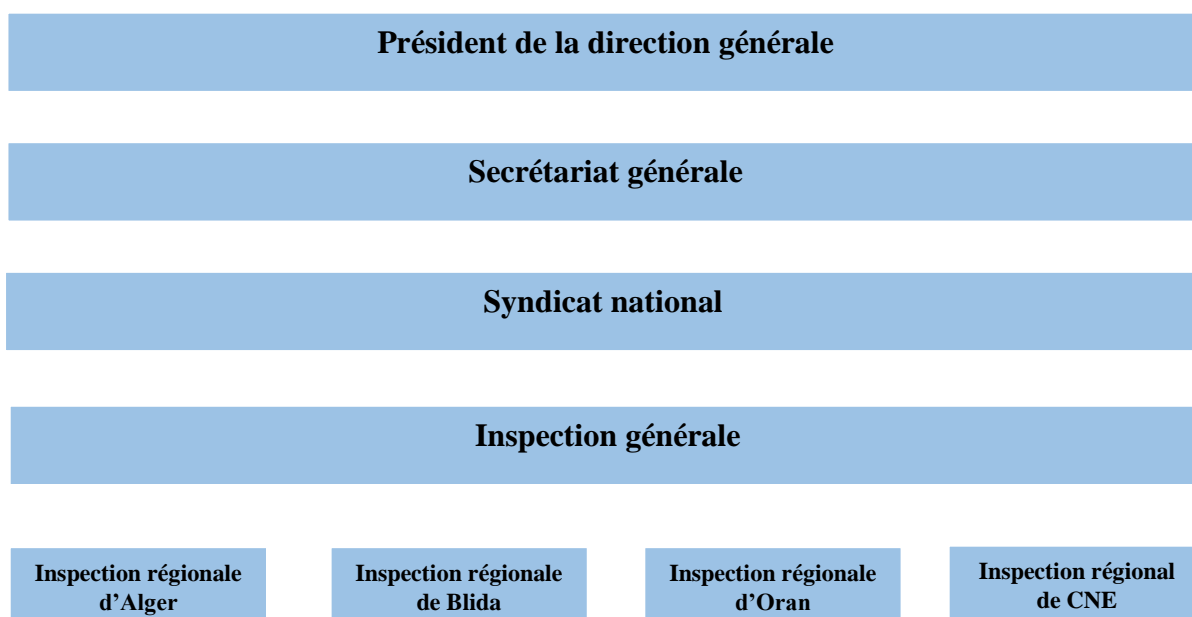 Président de la direction générale
Secrétariat générale
Syndicat national
Inspection générale
Inspection régionale
d’Alger
Inspection régionale
de Blida
Inspection régionale
d’Oran
Inspection régional
de CNE